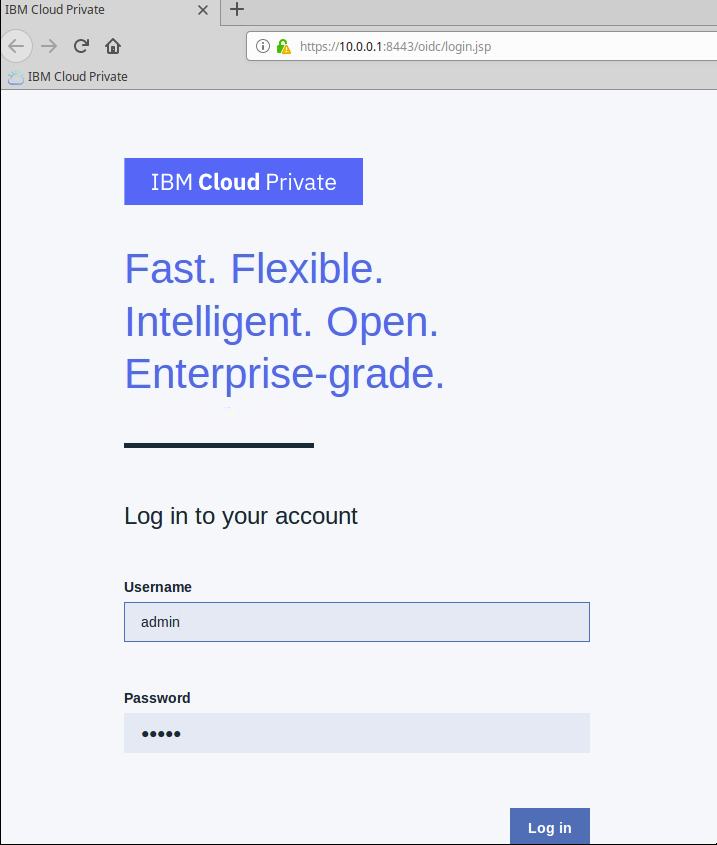 IBM Cloud Private
https://10.0.0.1:8443/oidc/login.jsp
IBM Cloud Private
IBM Cloud Private
Fast. Flexible.
Intelligent. Open.
Enterprise-grade.
Log in to your account
Username
admin
Password
●●●●●
Log in